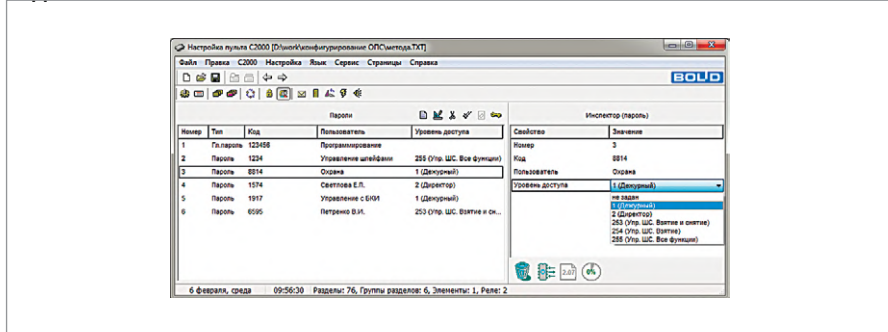 Настройка пульта С2000 [D:\work\конфигурирование ОПС\метода.TXT]
Файл Правка С2000 Настройка Язык Сервис Страницы Справка
BOLID
Пароли
Номер Тип Код Пользователь Уровень доступа
1 Гл.пароль 123456 Программирование
2 Пароль 1234 Управление шлейфами 255 (Упр. ШС. Все функции)
3 Пароль 8814 Охрана 1 (Дежурный)
4 Пароль 1574 Светлова Е.Л. 2 (Директор)
5 Пароль 1917 Управление с БКИ 1 (Дежурный)
6 Пароль 6595 Петренко В.И. 253 (Упр. ШС. Взятие и сн...
Инспектор (пароль)
Свойство Значение
Номер 3
Код 8814
Пользователь Охрана
Уровень доступа 1 (Дежурный)
не задан
1 (Дежурный)
2 (Директор)
253 (Упр. ШС. Взятие и снятие)
254 (Упр. ШС. Взятие)
255 (Упр. ШС. Все функции)
2.07 0%
6 февраля, среда 09:56:30 Разделы: 76, Группы разделов: 6, Элементы: 1, Реле: 2